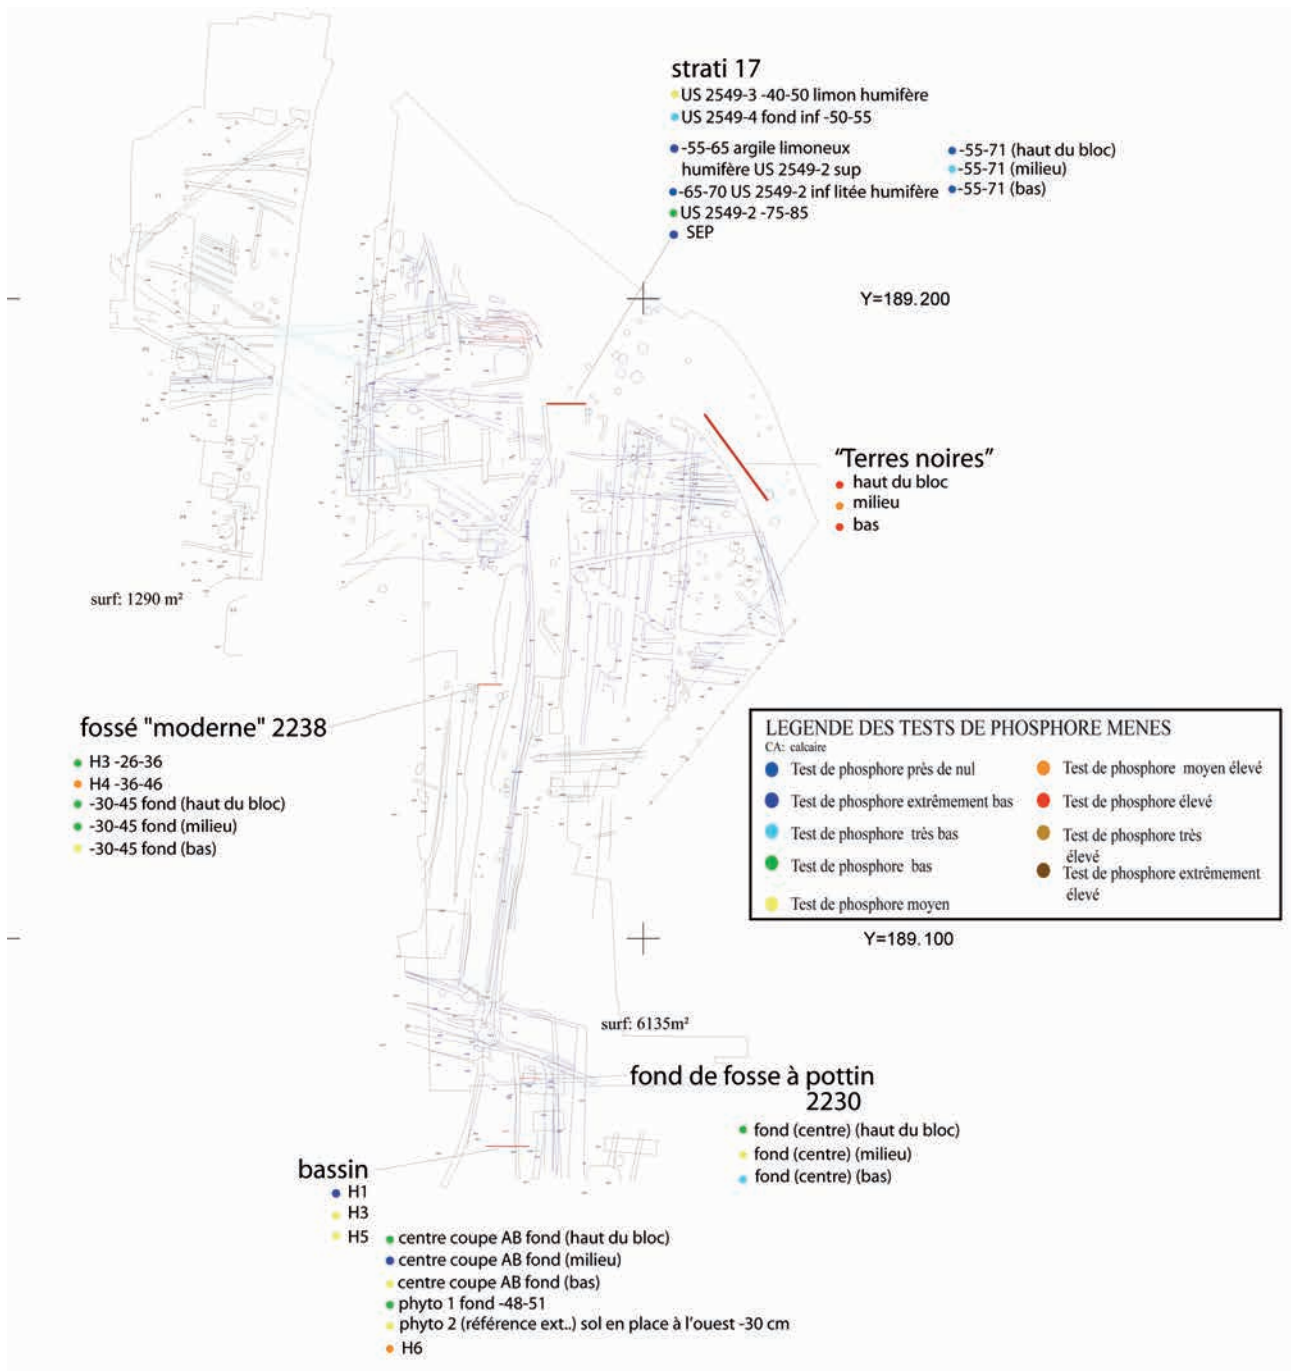 strati 17
US 2549-3 -40-50 limon humifère
US 2549-4 fond inf -50-55
-55-65 argile limoneux
humifère US 2549-2 sup
-65-70 US 2549-2 inf litée humifère
US 2549-2 -75-85
SEP
-55-71 (haut du bloc)
-55-71 (milieu)
-55-71 (bas)
Y=189.200
"Terres noires"
haut du bloc
milieu
bas
surf: 1290 m²
fossé "moderne" 2238
H3 -26-36
H4 -36-46
-30-45 fond (haut du bloc)
-30-45 fond (milieu)
-30-45 fond (bas)
LEGENDE DES TESTS DE PHOSPHORE MENES
CA: calcaire
Test de phosphore près de nul
Test de phosphore extrêmement bas
Test de phosphore très bas
Test de phosphore bas
Test de phosphore moyen
Test de phosphore moyen élevé
Test de phosphore élevé
Test de phosphore très
élevé
Test de phosphore extrêmement
élevé
Y=189.100
surf: 6135m²
fond de fosse à pottin
2230
fond (centre) (haut du bloc)
fond (centre) (milieu)
fond (centre) (bas)
bassin
H1
H3
H5
centre coupe AB fond (haut du bloc)
centre coupe AB fond (milieu)
centre coupe AB fond (bas)
phyto 1 fond -48-51
phyto 2 (référence ext..) sol en place à l'ouest -30 cm
H6